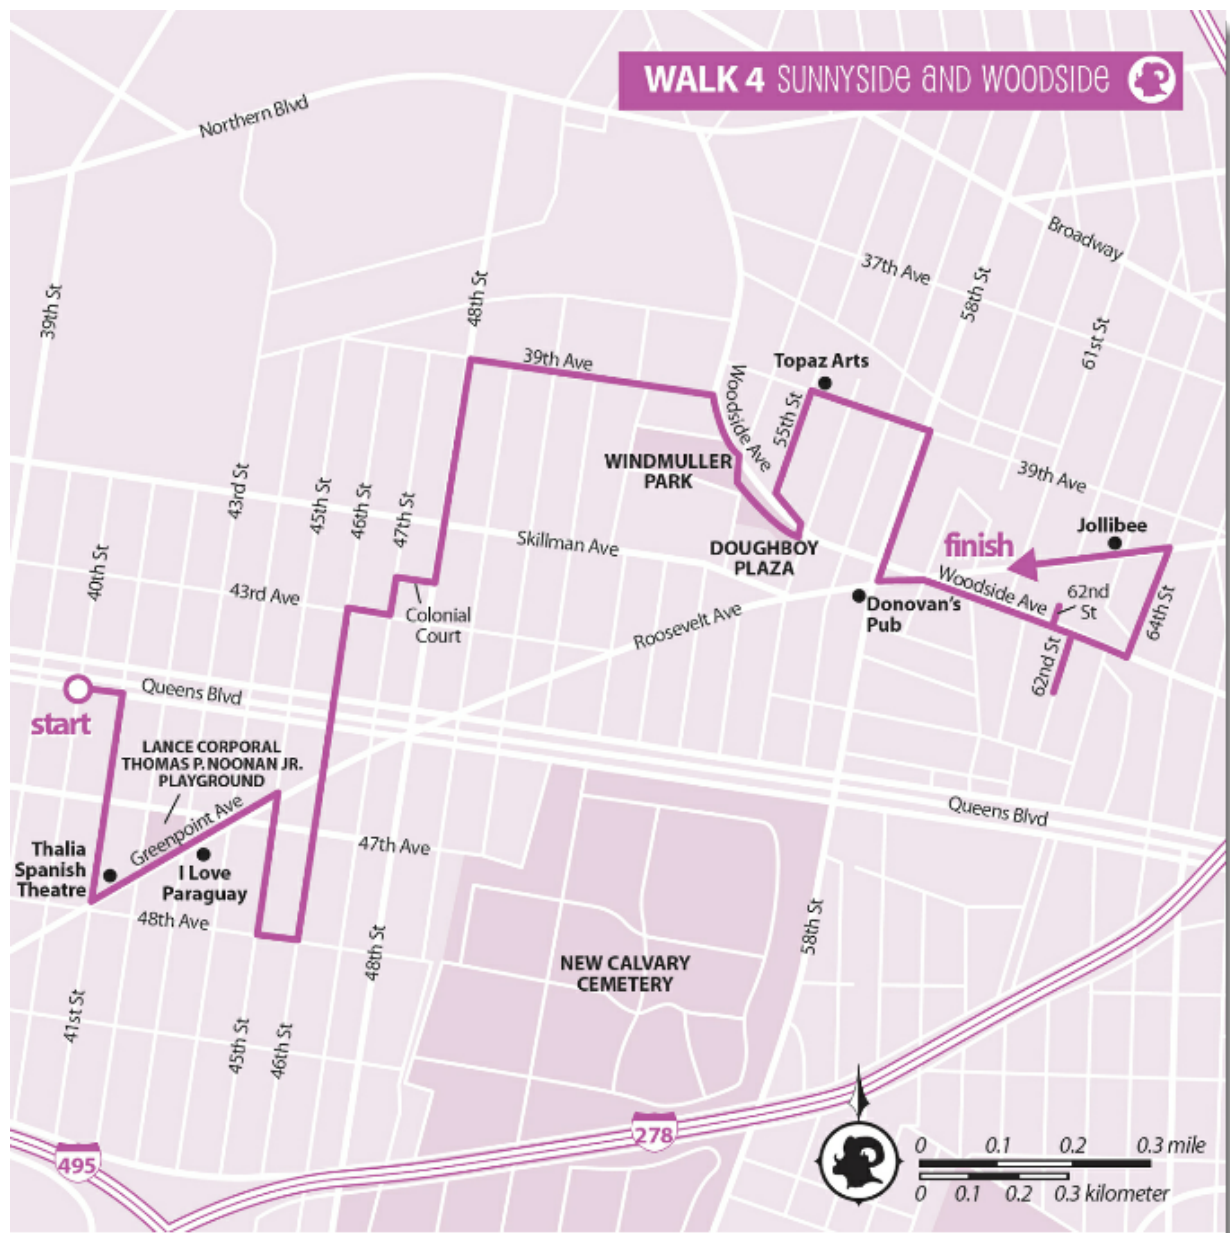 WALK 4 SUNNYSIDE AND WOODSIDE
Northern Blvd
Broadway
37th Ave
39th St
48th St
58th St
61st St
39th Ave
Topaz Arts
Woodside Ave
55th St
WINDMULLER
PARK
39th Ave
43rd St
45th St
46th St
47th St
Skillman Ave
DOUGHBOY
PLAZA
finish
Jollibee
40th St
43rd Ave
Colonial
Court
Roosevelt Ave
Donovan's
Pub
Woodside Ave
62nd
St
64th St
62nd St
start
Queens Blvd
LANCE CORPORAL
THOMAS P. NOONAN JR.
PLAYGROUND
Greenpoint Ave
Queens Blvd
Thalia
Spanish
Theatre
I Love
Paraguay
47th Ave
48th Ave
48th St
58th St
NEW CALVARY
CEMETERY
41st St
45th St
46th St
278
495
0 0.1 0.2 0.3 mile
0 0.1 0.2 0.3 kilometer